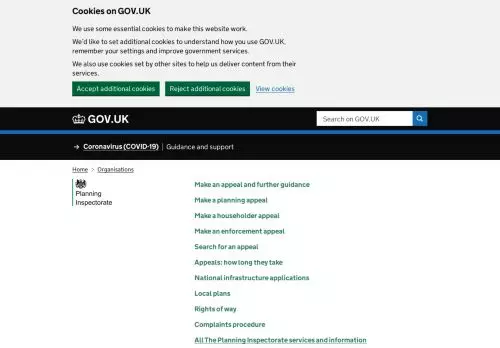 Cookies on GOV.UK
We use some essential cookies to make this website work.
We'd like to set additional cookies to understand how you use GOV.UK,
remember your settings and improve government services.
We also use cookies set by other sites to help us deliver content from their
services.
Accept additional cookies
Reject additional cookies
View cookies
GOV.UK
Search on GOV.UK
→ Coronavirus (COVID-19) | Guidance and support
Home > Organisations
Planning
Inspectorate
Make an appeal and further guidance
Make a planning appeal
Make a householder appeal
Make an enforcement appeal
Search for an appeal
Appeals: how long they take
National infrastructure applications
Local plans
Rights of way
Complaints procedure
All The Planning Inspectorate services and information